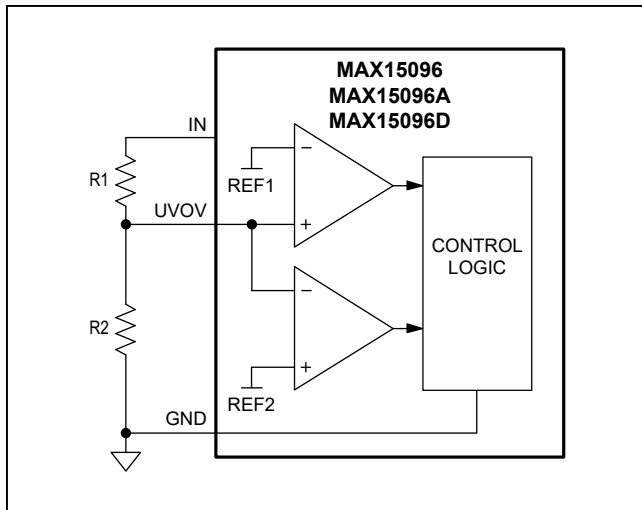 MAX15096
MAX15096A
MAX15096D
IN
−
REF1
R1
UVOV
+
CONTROL
LOGIC
−
R2
+
REF2
GND